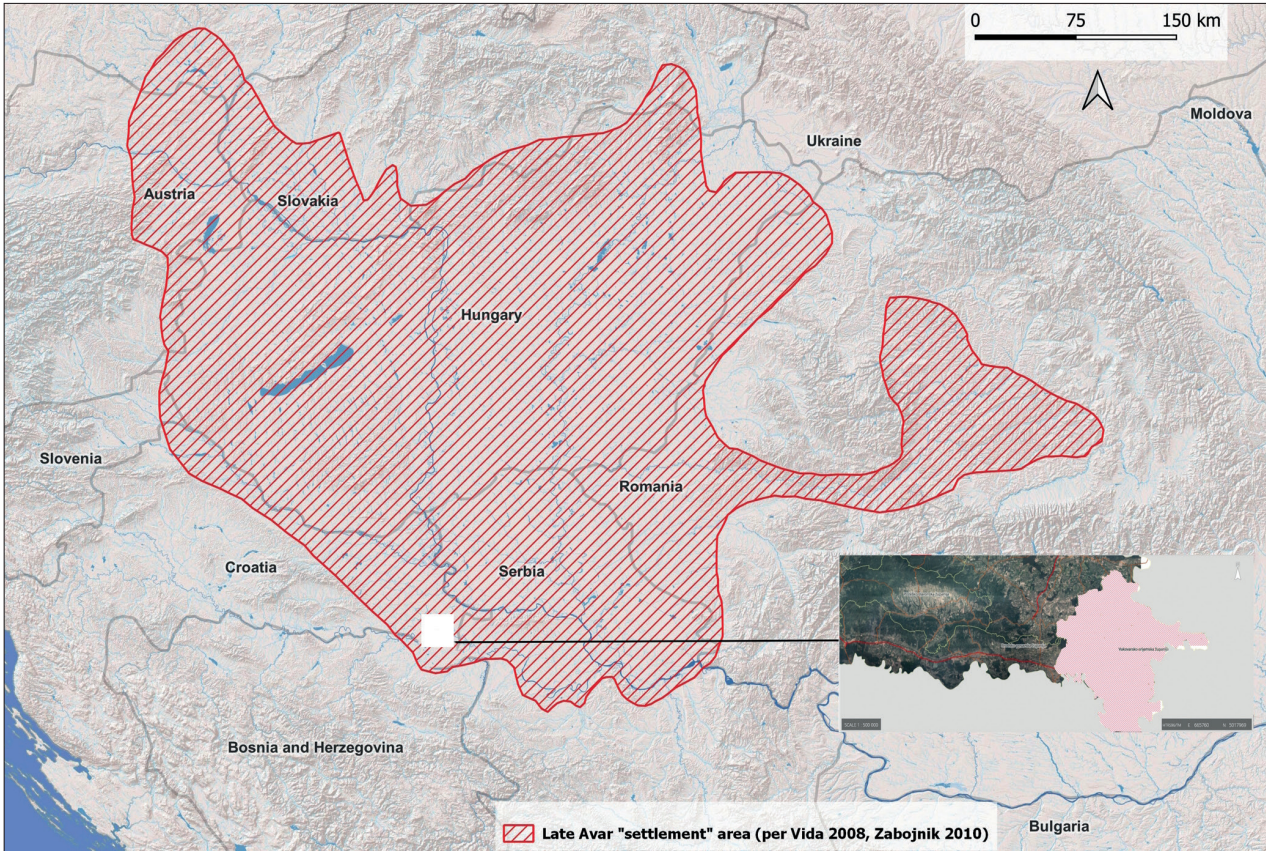 0 75 150 km
Moldova
Ukraine
Austria
Slovakia
Hungary
Slovenia
Romania
Croatia
Serbia
Bosnia and Herzegovina
Bulgaria
Late Avar "settlement" area (per Vida 2008, Zabojnik 2010)